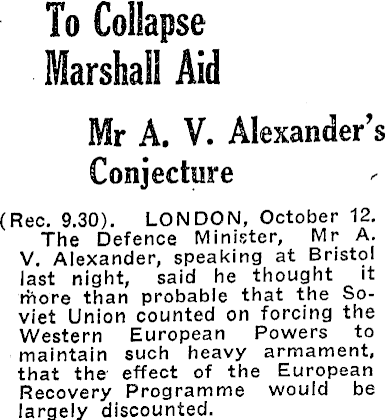 To Collapse
Marshall Aid
Mr A. V. Alexander's
Conjecture
(Rec. 9.30). LONDON, October 12.
The Defence Minister, Mr A.
V. Alexander, speaking at Bristol
last night, said he thought it
more than probable that the So-
viet Union counted on forcing the
Western European Powers to
maintain such heavy armament,
that the effect of the European
Recovery Programme would be
largely discounted.